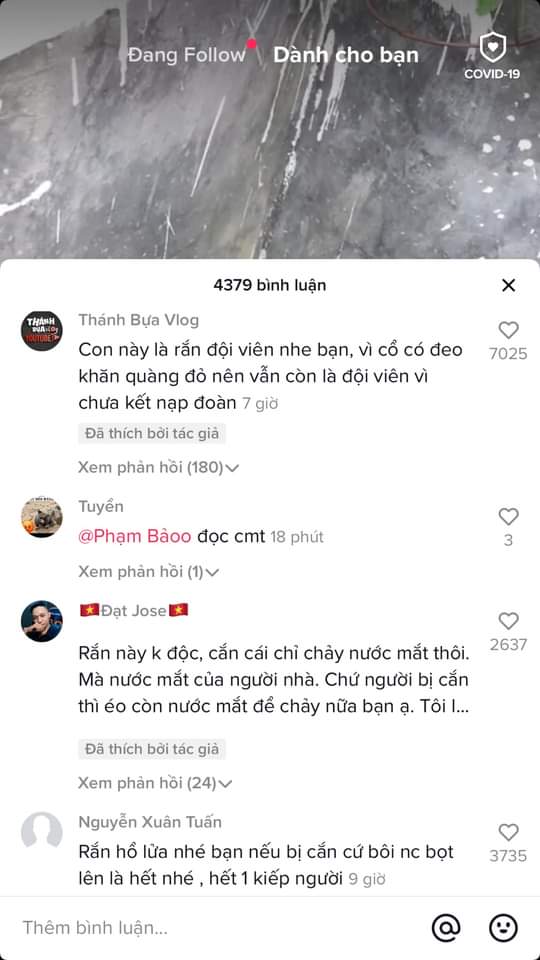 Đang Follow Dành cho bạn
COVID-19
4379 bình luận
THÁNH
BỰA Vlog
YOUTUBE
Thánh Bựa Vlog
Con này là rắn đội viên nhe bạn, vì cổ có đeo
khăn quàng đỏ nên vẫn còn là đội viên vì
chưa kết nạp đoàn 7 giờ
7025
Đã thích bởi tác giả
Xem phản hồi (180)
Tuyển
@Phạm Bảoo đọc cmt 18 phút
3
Xem phản hồi (1)
🇻🇳Đạt Jose🇻🇳
Rắn này k độc, cắn cái chỉ chảy nước mắt thôi.
Mà nước mắt của người nhà. Chứ người bị cắn
thì éo còn nước mắt để chảy nữa bạn ạ. Tôi l...
2637
Đã thích bởi tác giả
Xem phản hồi (24)
Nguyễn Xuân Tuấn
Rắn hổ lửa nhé bạn nếu bị cắn cứ bôi nc bọt
lên là hết nhé , hết 1 kiếp người 9 giờ
3735
Thêm bình luận...